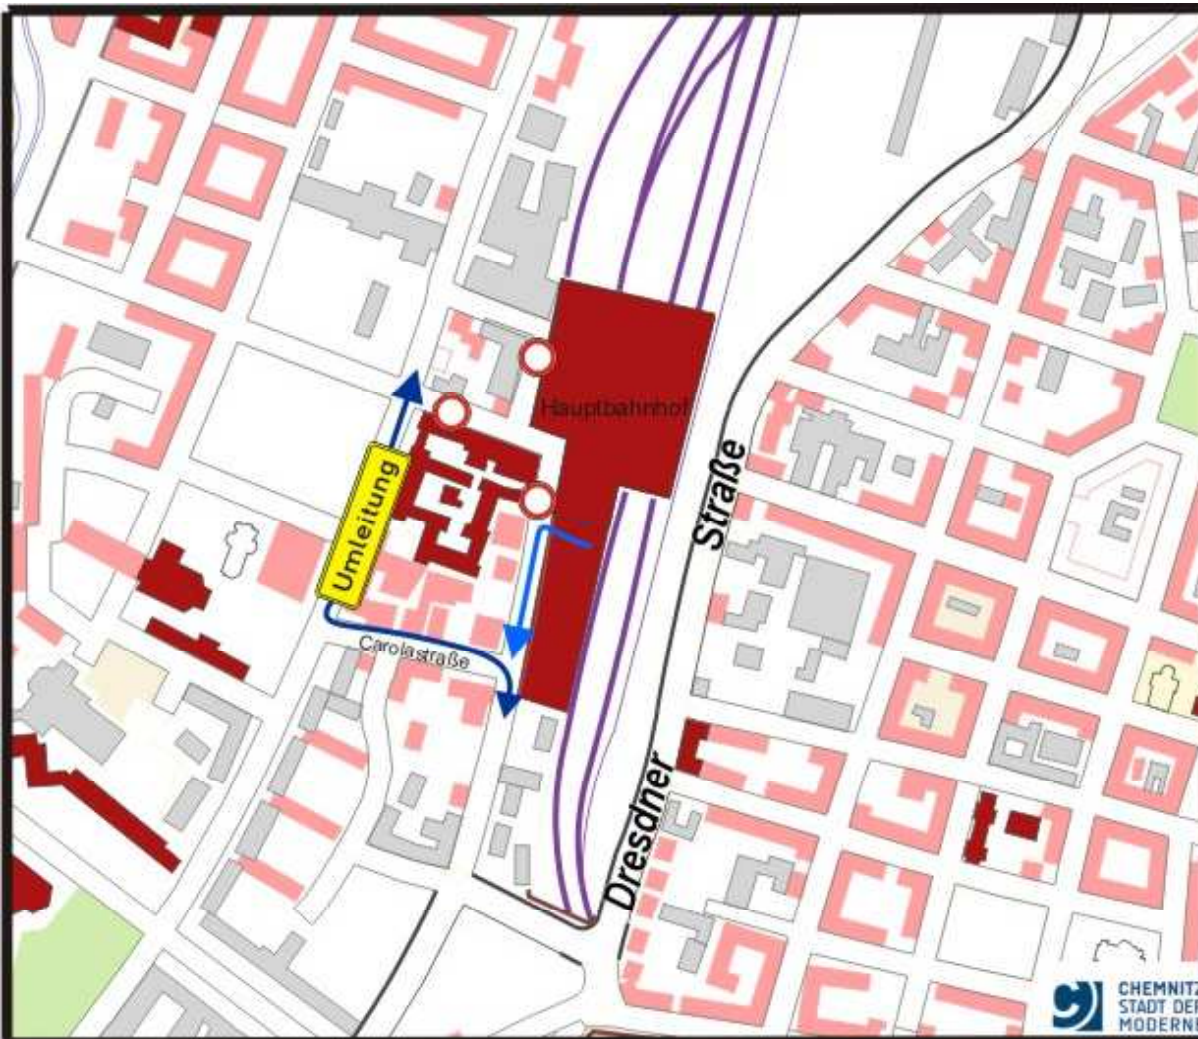 Hauptbahnhof
Straße
Umleitung
Carolastraße
Dresdner
CHEMNITZ
STADT DER
MODERNE